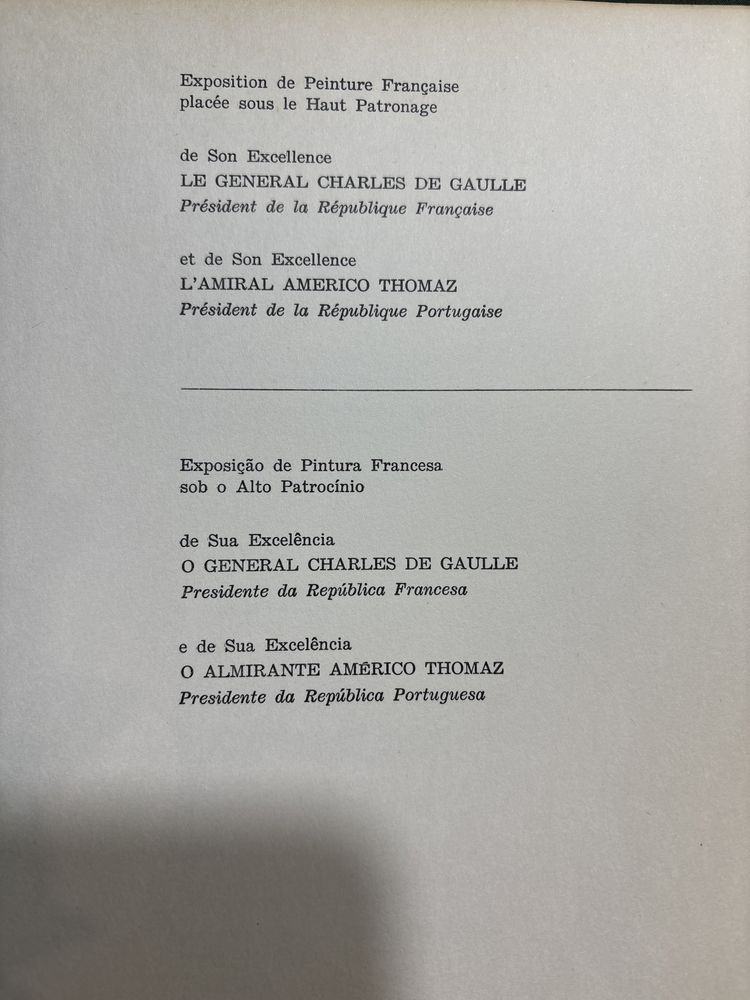 Exposition de Peinture Française
placée sous le Haut Patronage
de Son Excellence
LE GENERAL CHARLES DE GAULLE
Président de la République Française
et de Son Excellence
L'AMIRAL AMERICO THOMAZ
Président de la République Portugaise
Exposição de Pintura Francesa
sob o Alto Patrocínio
de Sua Excelência
O GENERAL CHARLES DE GAULLE
Presidente da República Francesa
e de Sua Excelência
O ALMIRANTE AMÉRICO THOMAZ
Presidente da República Portuguesa